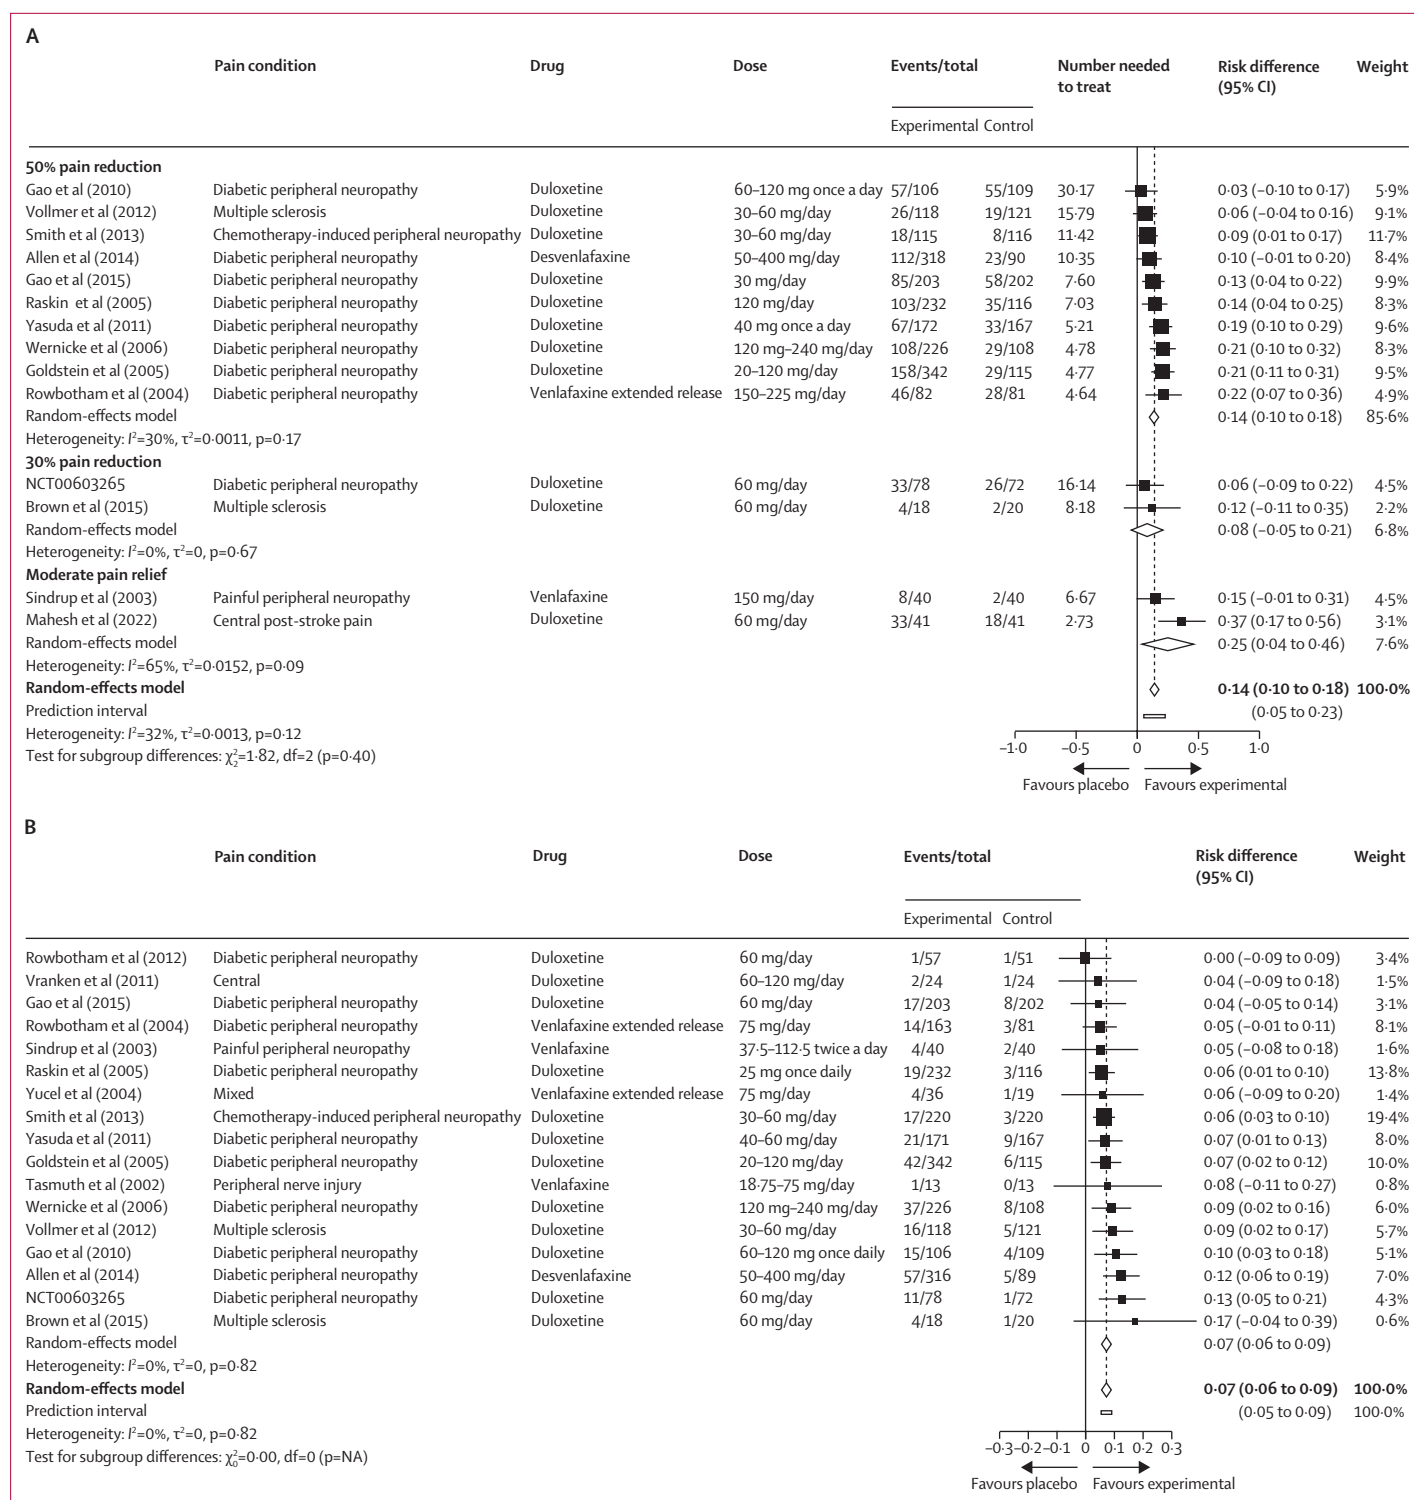 A
Pain condition Drug Dose Events/total Number needed to treat Risk difference (95% CI) Weight
Experimental Control
50% pain reduction
Gao et al (2010) Diabetic peripheral neuropathy Duloxetine 60–120 mg once a day 57/106 55/109 30·17 0·03 (−0·10 to 0·17) 5·9%
Vollmer et al (2012) Multiple sclerosis Duloxetine 30–60 mg/day 26/118 19/121 15·79 0·06 (−0·04 to 0·16) 9·1%
Smith et al (2013) Chemotherapy-induced peripheral neuropathy Duloxetine 30–60 mg/day 18/115 8/116 11·42 0·09 (0·01 to 0·17) 11·7%
Allen et al (2014) Diabetic peripheral neuropathy Desvenlafaxine 50–400 mg/day 112/318 23/90 10·35 0·10 (−0·01 to 0·20) 8·4%
Gao et al (2015) Diabetic peripheral neuropathy Duloxetine 30 mg/day 85/203 58/202 7·60 0·13 (0·04 to 0·22) 9·9%
Raskin et al (2005) Diabetic peripheral neuropathy Duloxetine 120 mg/day 103/232 35/116 7·03 0·14 (0·04 to 0·25) 8·3%
Yasuda et al (2011) Diabetic peripheral neuropathy Duloxetine 40 mg once a day 67/172 33/167 5·21 0·19 (0·10 to 0·29) 9·6%
Wernicke et al (2006) Diabetic peripheral neuropathy Duloxetine 120 mg–240 mg/day 108/226 29/108 4·78 0·21 (0·10 to 0·32) 8·3%
Goldstein et al (2005) Diabetic peripheral neuropathy Duloxetine 20–120 mg/day 158/342 29/115 4·77 0·21 (0·11 to 0·31) 9·5%
Rowbotham et al (2004) Diabetic peripheral neuropathy Venlafaxine extended release 150–225 mg/day 46/82 28/81 4·64 0·22 (0·07 to 0·36) 4·9%
Random-effects model 0·14 (0·10 to 0·18) 85·6%
Heterogeneity: I²=30%, τ²=0·0011, p=0·17
30% pain reduction
NCT00603265 Diabetic peripheral neuropathy Duloxetine 60 mg/day 33/78 26/72 16·14 0·06 (−0·09 to 0·22) 4·5%
Brown et al (2015) Multiple sclerosis Duloxetine 60 mg/day 4/18 2/20 8·18 0·12 (−0·11 to 0·35) 2·2%
Random-effects model 0·08 (−0·05 to 0·21) 6·8%
Heterogeneity: I²=0%, τ²=0, p=0·67
Moderate pain relief
Sindrup et al (2003) Painful peripheral neuropathy Venlafaxine 150 mg/day 8/40 2/40 6·67 0·15 (−0·01 to 0·31) 4·5%
Mahesh et al (2022) Central post-stroke pain Duloxetine 60 mg/day 33/41 18/41 2·73 0·37 (0·17 to 0·56) 3·1%
Random-effects model 0·25 (0·04 to 0·46) 7·6%
Heterogeneity: I²=65%, τ²=0·0152, p=0·09
Random-effects model 0·14 (0·10 to 0·18) 100·0%
Prediction interval (0·05 to 0·23)
Heterogeneity: I²=32%, τ²=0·0013, p=0·12
−1·0 −0·5 0 0·5 1·0
Test for subgroup differences: χ²₂=1·82, df=2 (p=0·40)
Favours placebo Favours experimental
B
Pain condition Drug Dose Events/total Risk difference (95% CI) Weight
Experimental Control
Rowbotham et al (2012) Diabetic peripheral neuropathy Duloxetine 60 mg/day 1/57 1/51 0·00 (−0·09 to 0·09) 3·4%
Vranken et al (2011) Central Duloxetine 60–120 mg/day 2/24 1/24 0·04 (−0·09 to 0·18) 1·5%
Gao et al (2015) Diabetic peripheral neuropathy Duloxetine 60 mg/day 17/203 8/202 0·04 (−0·05 to 0·14) 3·1%
Rowbotham et al (2004) Diabetic peripheral neuropathy Venlafaxine extended release 75 mg/day 14/163 3/81 0·05 (−0·01 to 0·11) 8·1%
Sindrup et al (2003) Painful peripheral neuropathy Venlafaxine 37·5–112·5 twice a day 4/40 2/40 0·05 (−0·08 to 0·18) 1·6%
Raskin et al (2005) Diabetic peripheral neuropathy Duloxetine 25 mg once daily 19/232 3/116 0·06 (0·01 to 0·10) 13·8%
Yucel et al (2004) Mixed Venlafaxine extended release 75 mg/day 4/36 1/19 0·06 (−0·09 to 0·20) 1·4%
Smith et al (2013) Chemotherapy-induced peripheral neuropathy Duloxetine 30–60 mg/day 17/220 3/220 0·06 (0·03 to 0·10) 19·4%
Yasuda et al (2011) Diabetic peripheral neuropathy Duloxetine 40–60 mg/day 21/171 9/167 0·07 (0·01 to 0·13) 8·0%
Goldstein et al (2005) Diabetic peripheral neuropathy Duloxetine 20–120 mg/day 42/342 6/115 0·07 (0·02 to 0·12) 10·0%
Tasmuth et al (2002) Peripheral nerve injury Venlafaxine 18·75–75 mg/day 1/13 0/13 0·08 (−0·11 to 0·27) 0·8%
Wernicke et al (2006) Diabetic peripheral neuropathy Duloxetine 120 mg–240 mg/day 37/226 8/108 0·09 (0·02 to 0·16) 6·0%
Vollmer et al (2012) Multiple sclerosis Duloxetine 30–60 mg/day 16/118 5/121 0·09 (0·02 to 0·17) 5·7%
Gao et al (2010) Diabetic peripheral neuropathy Duloxetine 60–120 mg once daily 15/106 4/109 0·10 (0·03 to 0·18) 5·1%
Allen et al (2014) Diabetic peripheral neuropathy Desvenlafaxine 50–400 mg/day 57/316 5/89 0·12 (0·06 to 0·19) 7·0%
NCT00603265 Diabetic peripheral neuropathy Duloxetine 60 mg/day 11/78 1/72 0·13 (0·05 to 0·21) 4·3%
Brown et al (2015) Multiple sclerosis Duloxetine 60 mg/day 4/18 1/20 0·17 (−0·04 to 0·39) 0·6%
Random-effects model 0·07 (0·06 to 0·09)
Heterogeneity: I²=0%, τ²=0, p=0·82
Random-effects model 0·07 (0·06 to 0·09) 100·0%
Prediction interval (0·05 to 0·09) 100·0%
Heterogeneity: I²=0%, τ²=0, p=0·82
−0·3 −0·2 −0·1 0 0·1 0·2 0·3
Test for subgroup differences: χ²₀=0·00, df=0 (p=NA)
Favours placebo Favours experimental